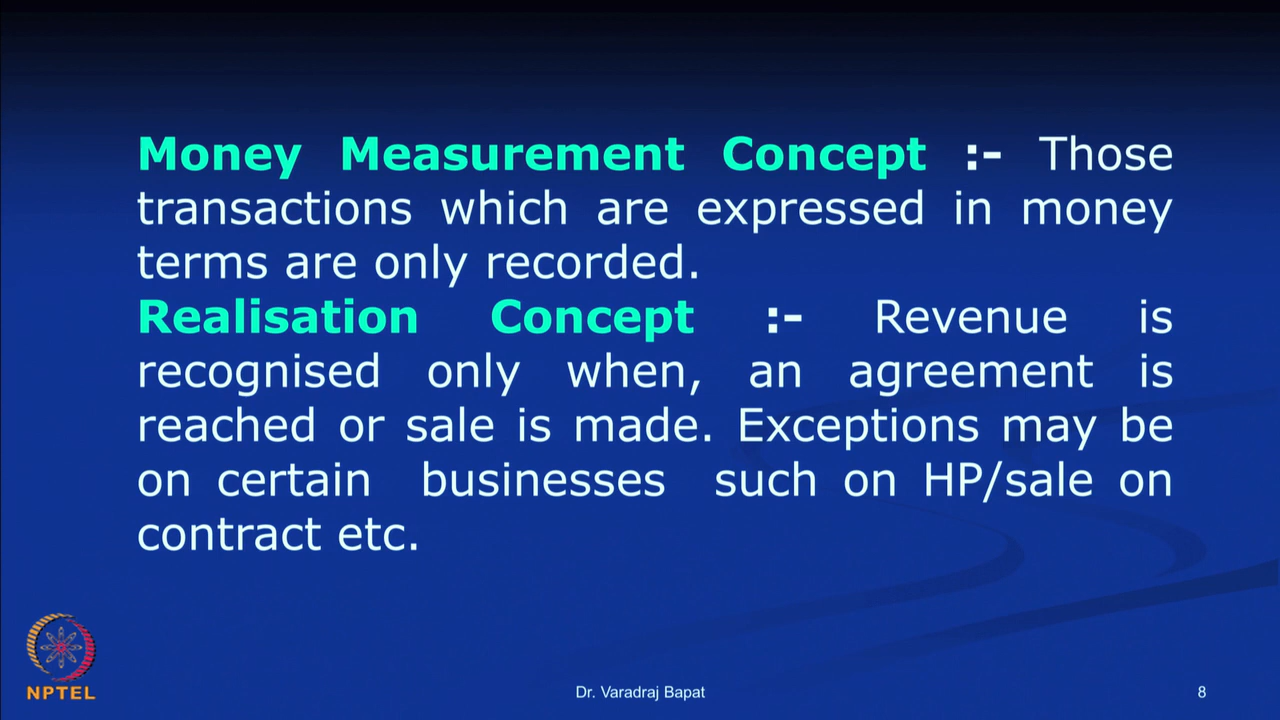 Money Measurement Concept :- Those
transactions which are expressed in money
terms are only recorded.
Realisation Concept :- Revenue is
recognised only when, an agreement is
reached or sale is made. Exceptions may be
on certain businesses such on HP/sale on
contract etc.
NPTEL
Dr. Varadraj Bapat
8